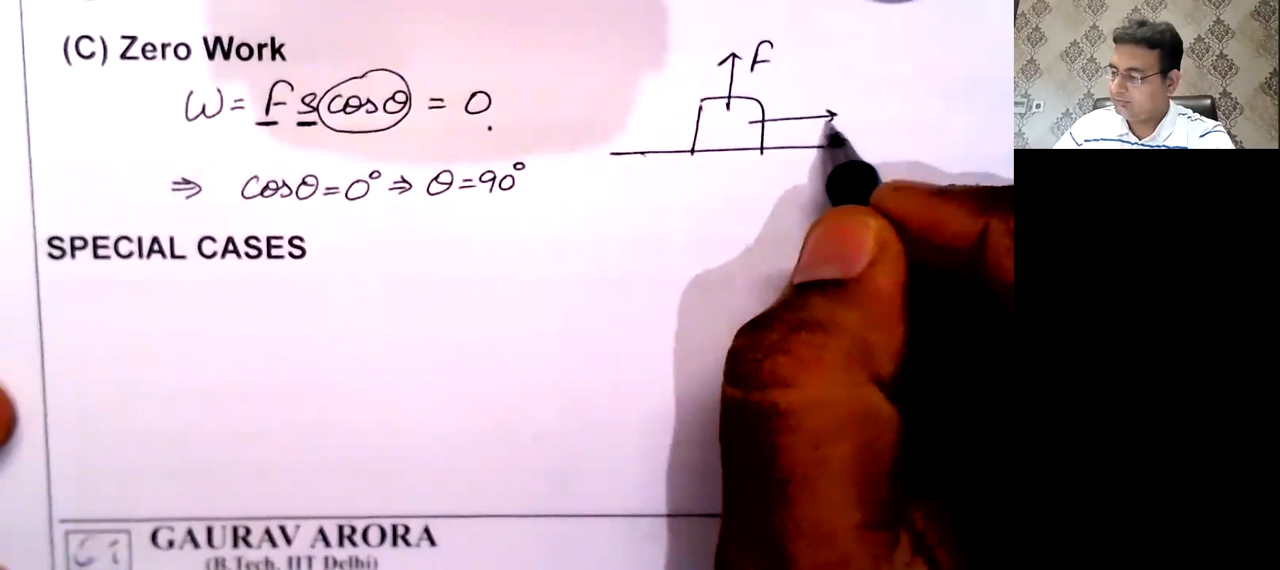 (C) Zero Work
W = F s cosθ = 0.
F
⇒ cosθ = 0° ⇒ θ = 90°
SPECIAL CASES
GAURAV ARORA
(B.Tech, IIT Delhi)